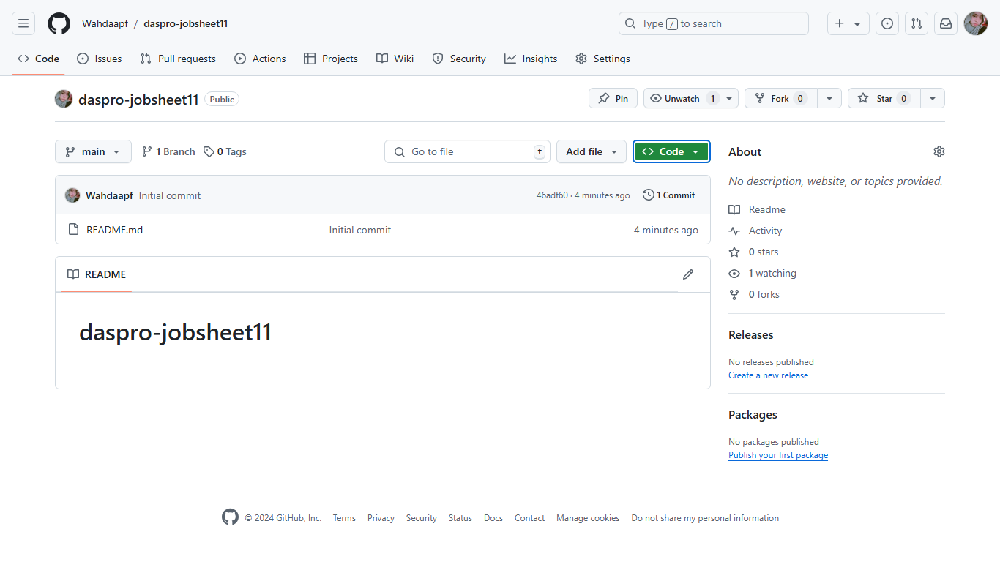 Wahdaapf / daspro-jobsheet11 Type / to search
Code Issues Pull requests Actions Projects Wiki Security Insights Settings
daspro-jobsheet11 Public Pin Unwatch 1 Fork 0 Star 0
main 1 Branch 0 Tags Go to file t Add file Code
Wahdaapf Initial commit 46adf60 · 4 minutes ago 1 Commit
README.md Initial commit 4 minutes ago
README
daspro-jobsheet11
About
No description, website, or topics provided.
Readme
Activity
0 stars
1 watching
0 forks
Releases
No releases published
Create a new release
Packages
No packages published
Publish your first package
© 2024 GitHub, Inc. Terms Privacy Security Status Docs Contact Manage cookies Do not share my personal information